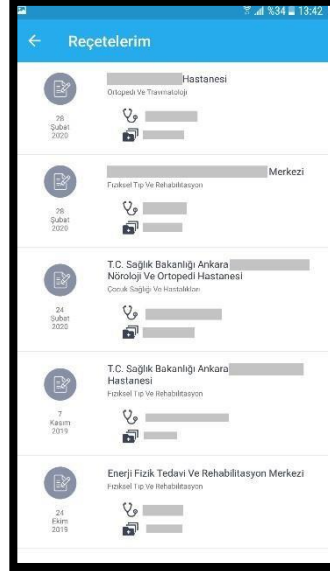 %34 13:42
Reçetelerim
Hastanesi
Ortopedi Ve Travmatoloji
28
Şubat
2020
Merkezi
Fiziksel Tıp Ve Rehabilitasyon
28
Şubat
2020
T.C. Sağlık Bakanlığı Ankara
Nöroloji Ve Ortopedi Hastanesi
Çocuk Sağlığı Ve Hastalıkları
24
Şubat
2020
T.C. Sağlık Bakanlığı Ankara
Hastanesi
Fiziksel Tıp Ve Rehabilitasyon
7
Kasım
2019
Enerji Fizik Tedavi Ve Rehabilitasyon Merkezi
Fiziksel Tıp Ve Rehabilitasyon
24
Ekim
2019